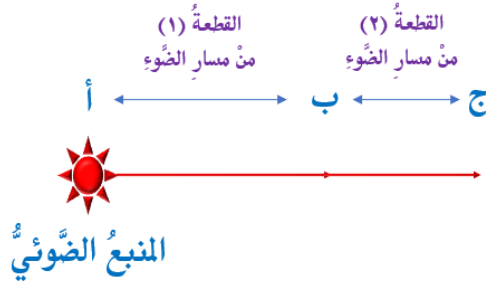 القطعةُ (١)
منْ مسارِ الضَّوءِ
القطعةُ (٢)
منْ مسارِ الضَّوءِ
أ
ب
ج
المنبعُ الضَّوئيُّ